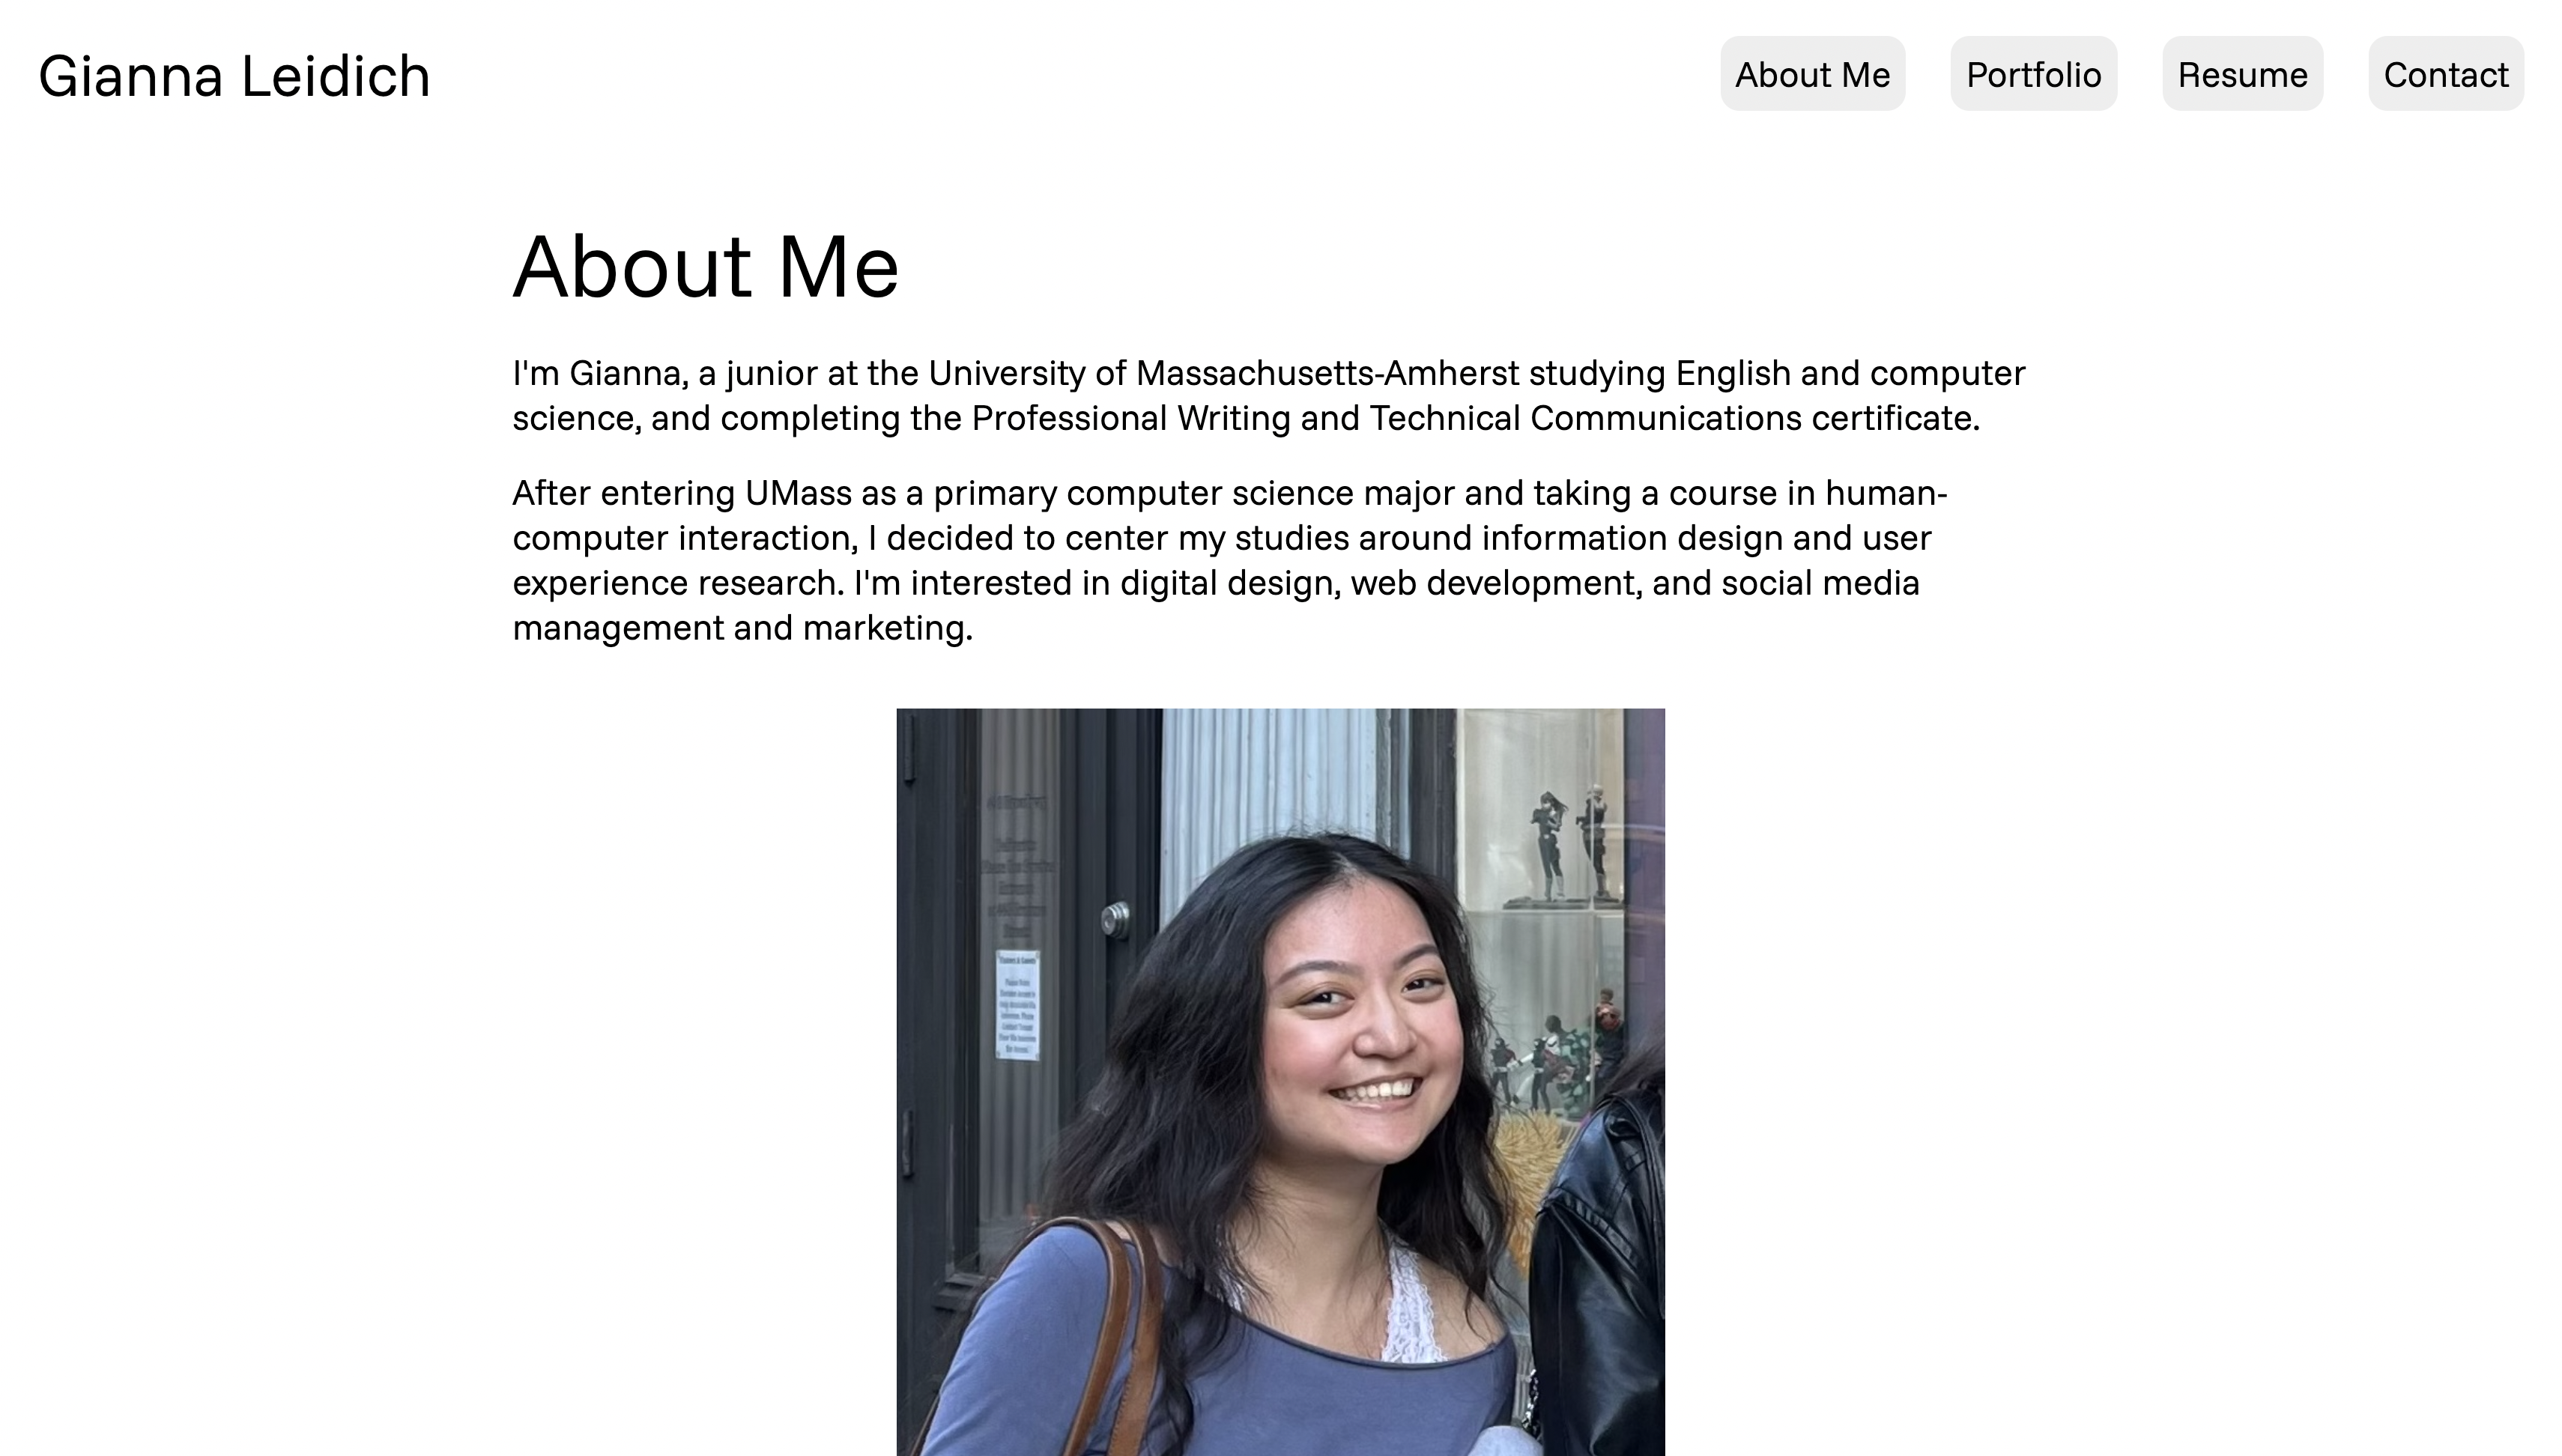 Gianna Leidich
About Me
Portfolio
Resume
Contact
About Me
I'm Gianna, a junior at the University of Massachusetts-Amherst studying English and computer
science, and completing the Professional Writing and Technical Communications certificate.
After entering UMass as a primary computer science major and taking a course in human-
computer interaction, I decided to center my studies around information design and user
experience research. I'm interested in digital design, web development, and social media
management and marketing.